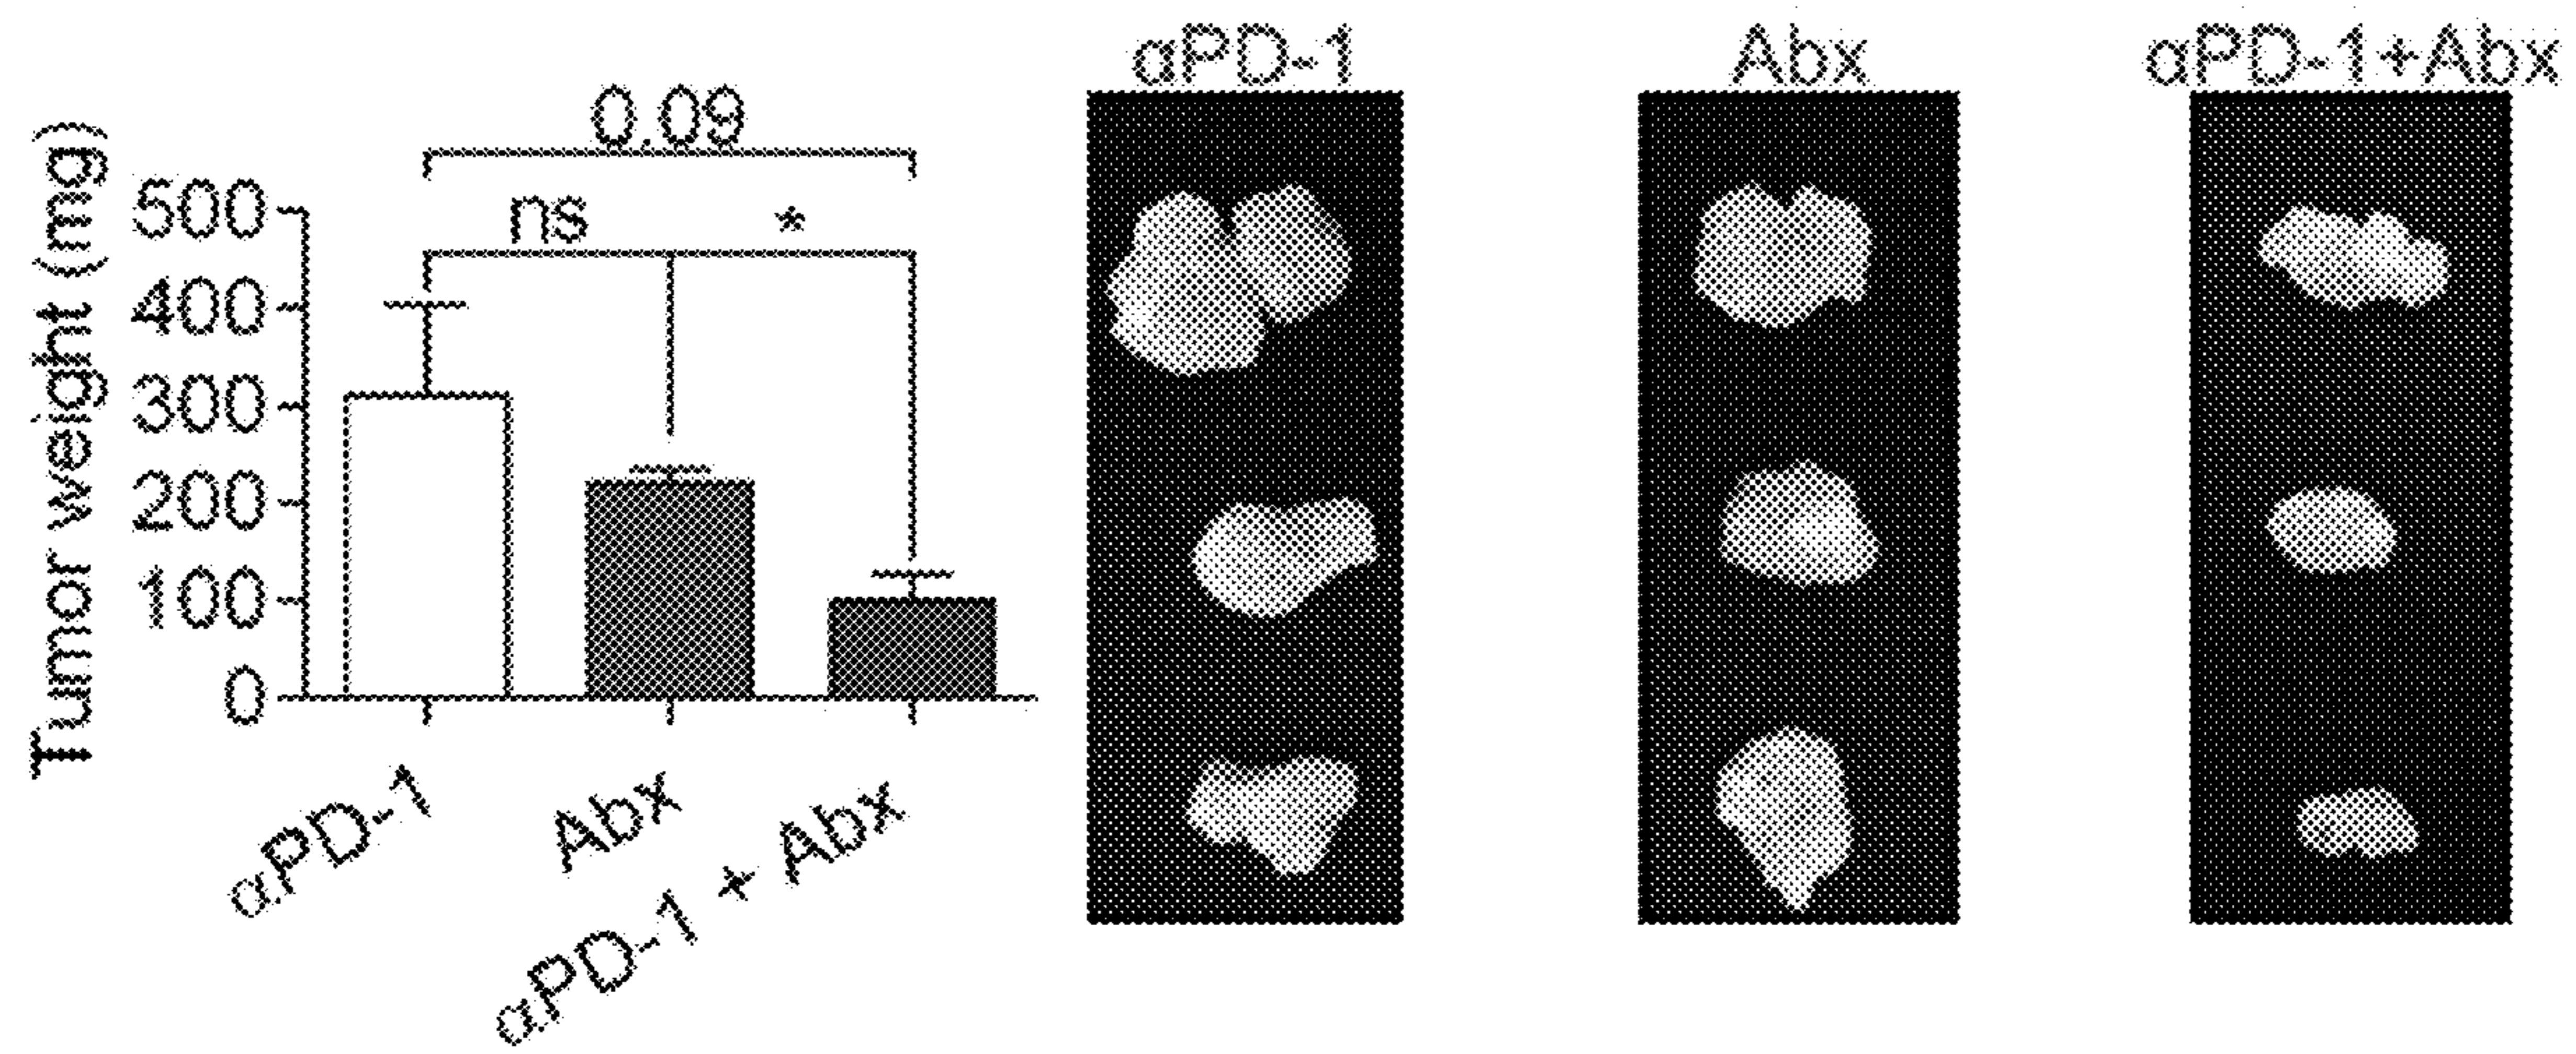 Tumor weight (mg)
500
400
300
200
100
0
0.09
ns
*
αPD-1
Abx
αPD-1 + Abx
αPD-1
Abx
αPD-1+Abx